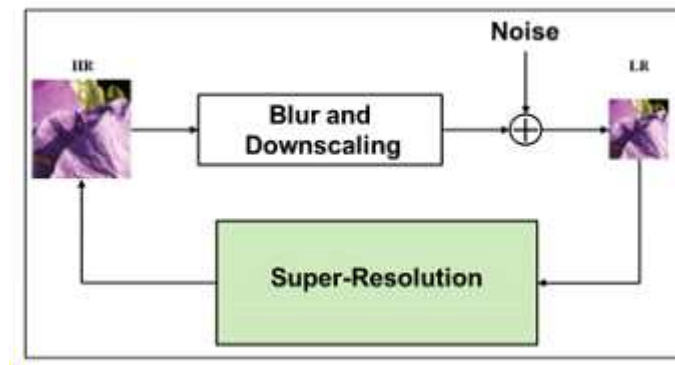 Noise
HR
LR
Blur and
Downscaling
Super-Resolution